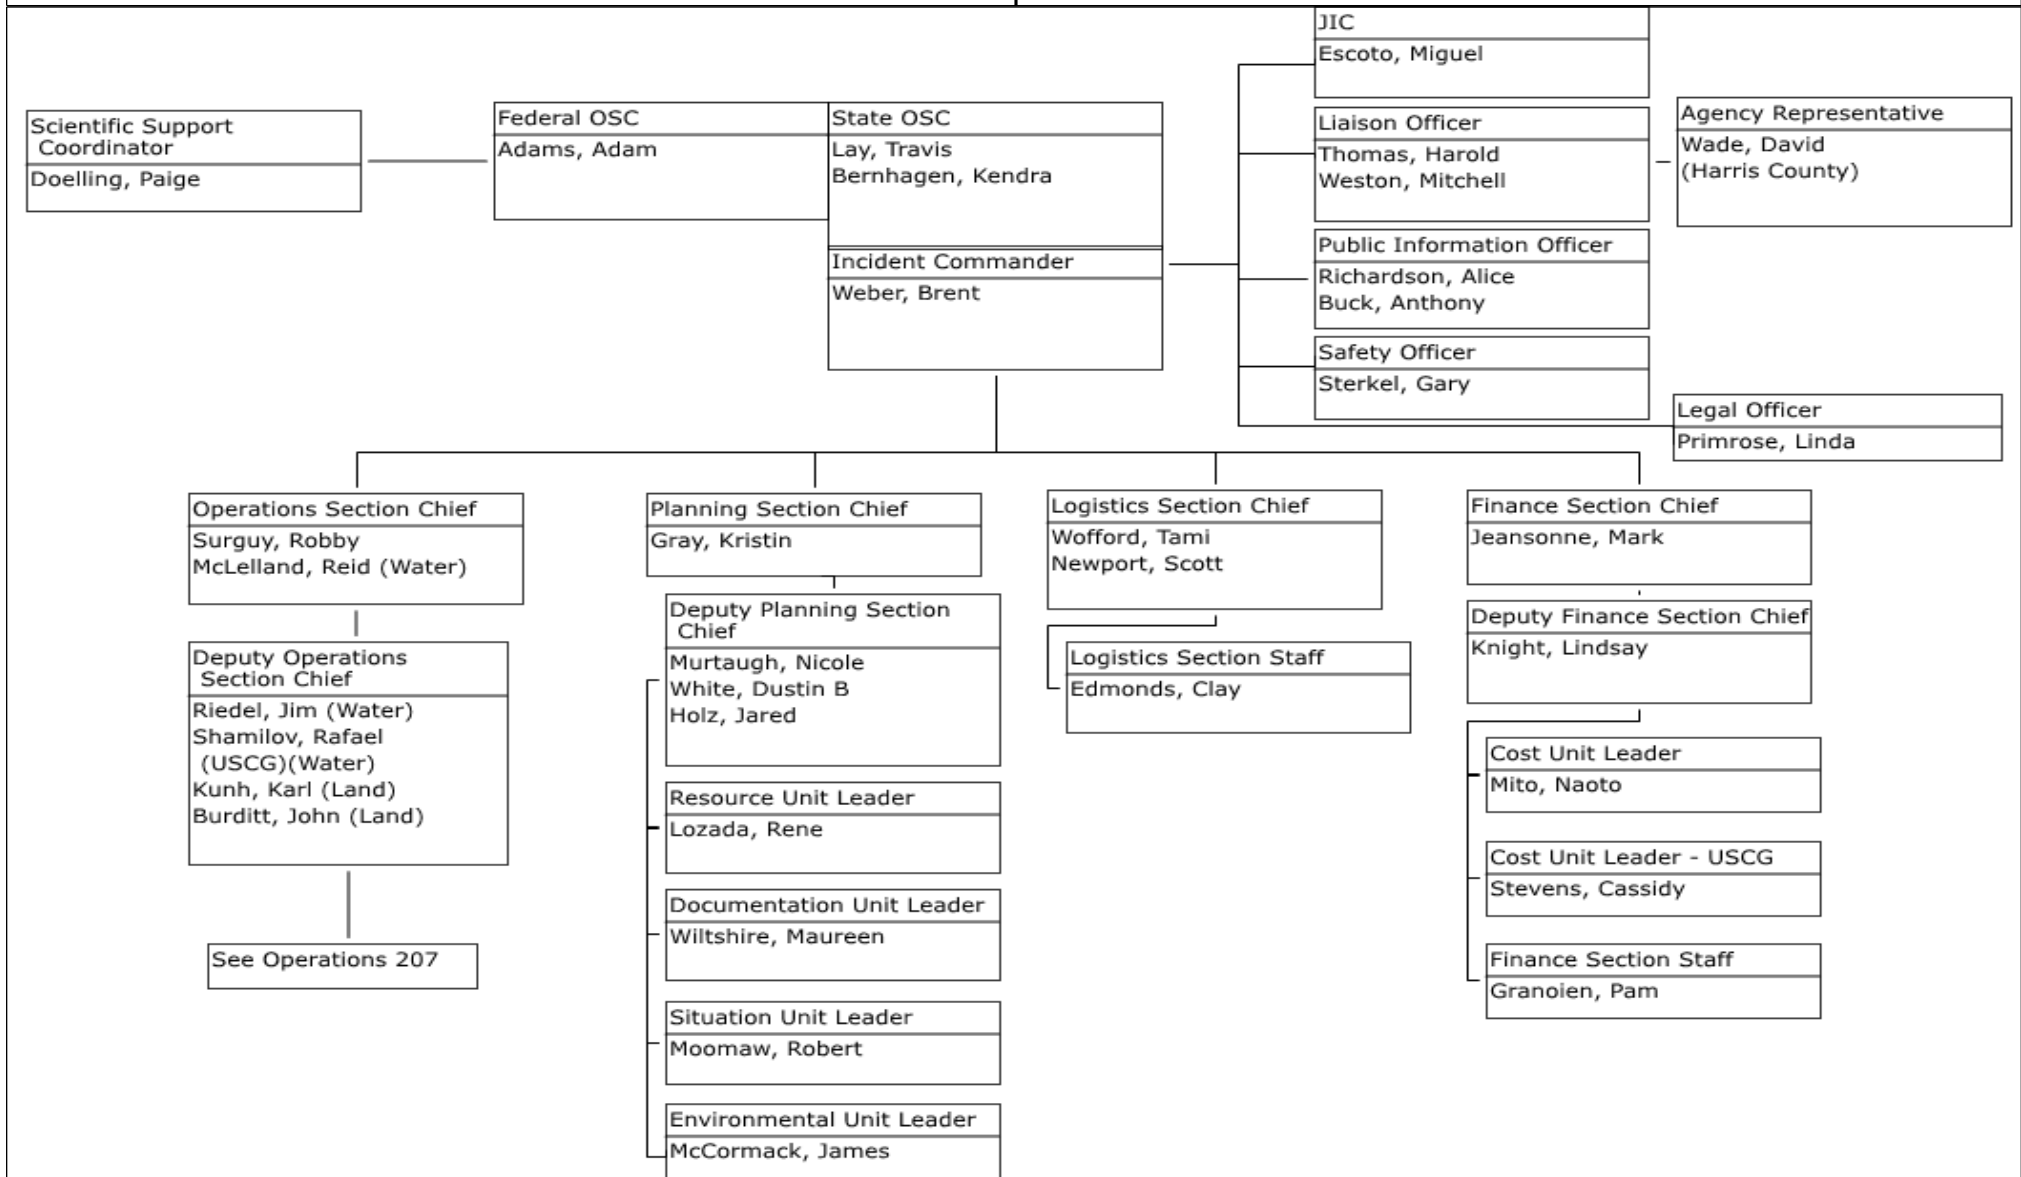 JIC
Escoto, Miguel
Scientific Support
Coordinator
Doelling, Paige
Federal OSC
Adams, Adam
State OSC
Lay, Travis
Bernhagen, Kendra
Incident Commander
Weber, Brent
Liaison Officer
Thomas, Harold
Weston, Mitchell
Agency Representative
Wade, David
(Harris County)
Public Information Officer
Richardson, Alice
Buck, Anthony
Safety Officer
Sterkel, Gary
Legal Officer
Primrose, Linda
Operations Section Chief
Surguy, Robby
McLelland, Reid (Water)
Deputy Operations
Section Chief
Riedel, Jim (Water)
Shamilov, Rafael
(USCG)(Water)
Kunh, Karl (Land)
Burditt, John (Land)
See Operations 207
Planning Section Chief
Gray, Kristin
Deputy Planning Section
Chief
Murtaugh, Nicole
White, Dustin B
Holz, Jared
Resource Unit Leader
Lozada, Rene
Documentation Unit Leader
Wiltshire, Maureen
Situation Unit Leader
Moomaw, Robert
Environmental Unit Leader
McCormack, James
Logistics Section Chief
Wofford, Tami
Newport, Scott
Logistics Section Staff
Edmonds, Clay
Finance Section Chief
Jeansonne, Mark
Deputy Finance Section Chief
Knight, Lindsay
Cost Unit Leader
Mito, Naoto
Cost Unit Leader - USCG
Stevens, Cassidy
Finance Section Staff
Granoien, Pam